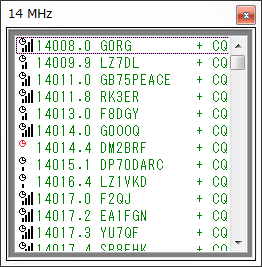 14 MHz
14008.0 GORG + CQ
14009.9 LZ7DL + CQ
14011.0 GB75PEACE + CQ
14011.8 RK3ER + CQ
14013.0 F8DGY + CQ
14014.0 GOOOQ + CQ
14014.4 DM2BRF + CQ
14015.1 DP70DARC + CQ
14016.4 LZ1VKD + CQ
14017.0 F2QJ + CQ
14017.2 EA1FGN + CQ
14017.3 YU7QF + CQ
14017.4 SP8FHK + CQ